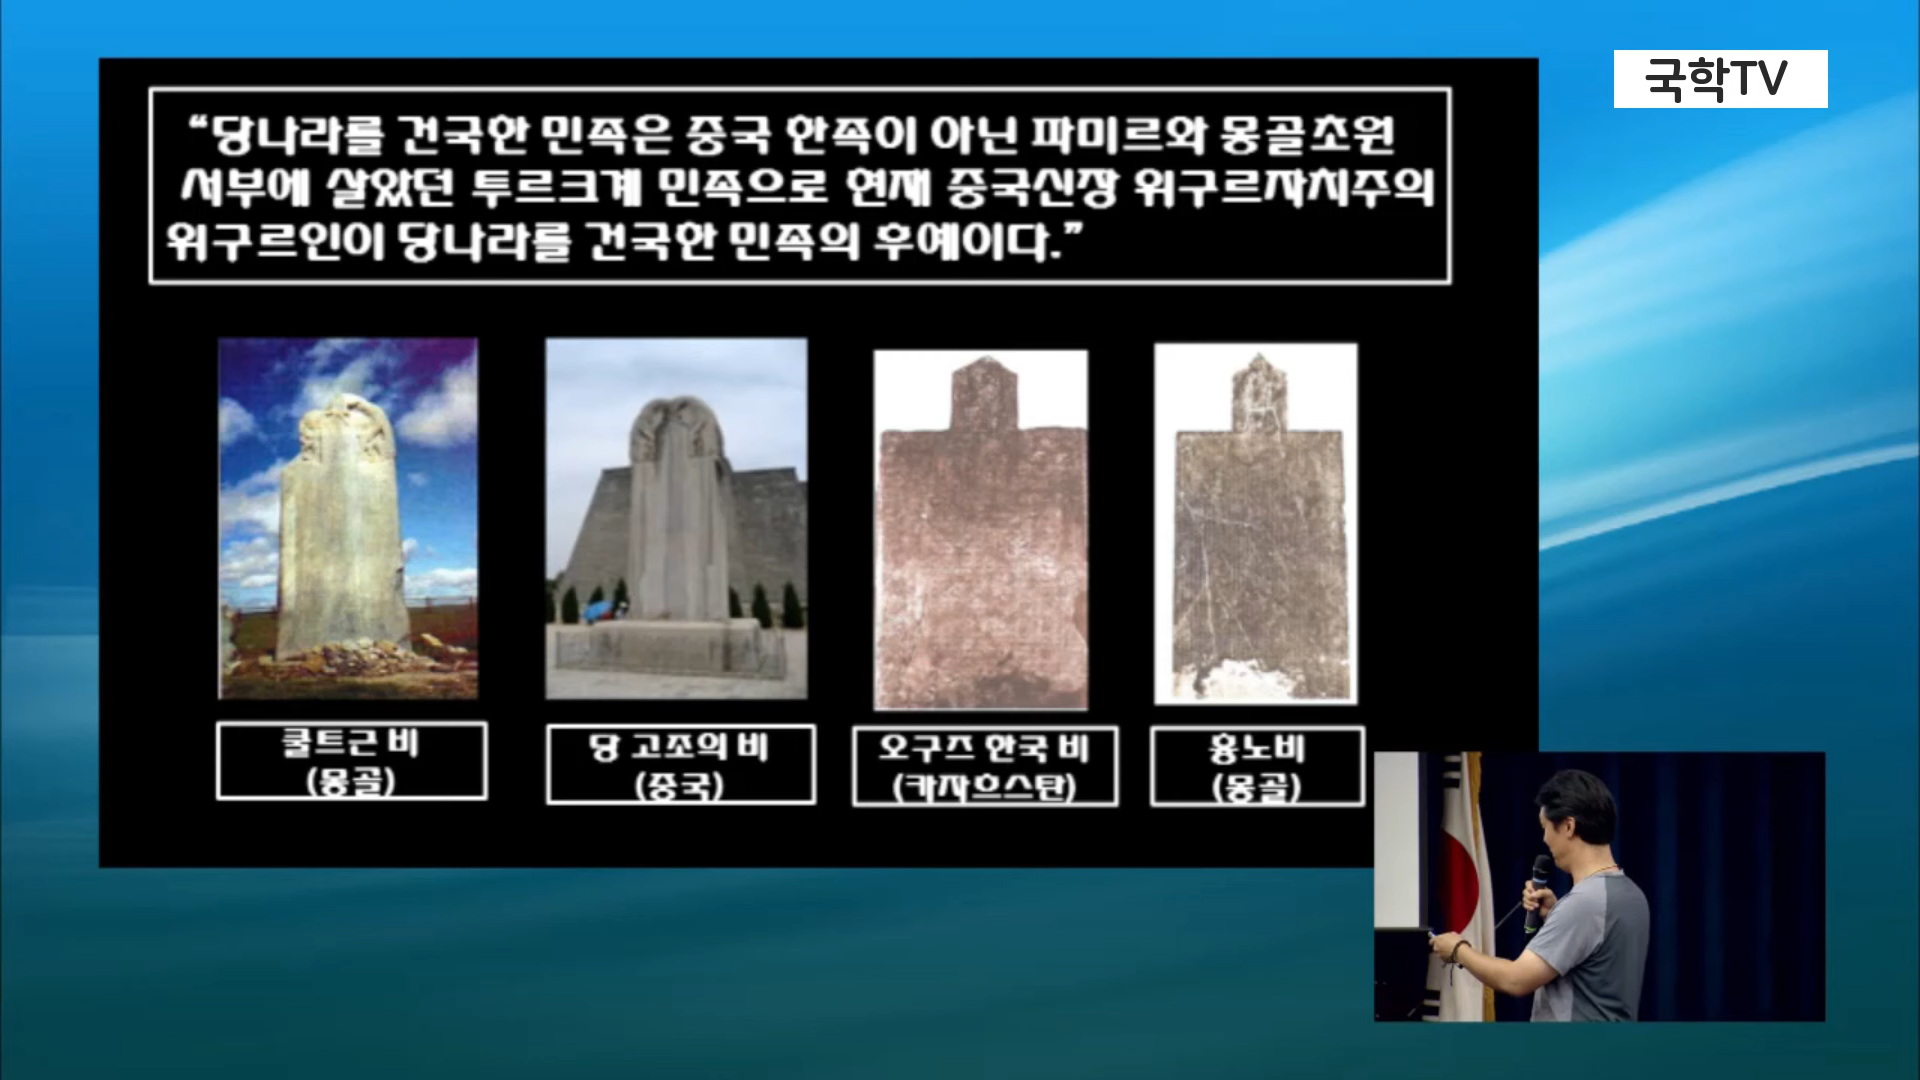 국학TV
“당나라를 건국한 민족은 중국 한족이 아닌 파미르와 몽골초원
서부에 살았던 투르크계 민족으로 현재 중국신장 위구르자치주의
위구르인이 당나라를 건국한 민족의 후예이다.”
쿨트근 비
(몽골)
당 고조의 비
(중국)
오구즈 한국 비
(카자흐스탄)
흉노비
(몽골)